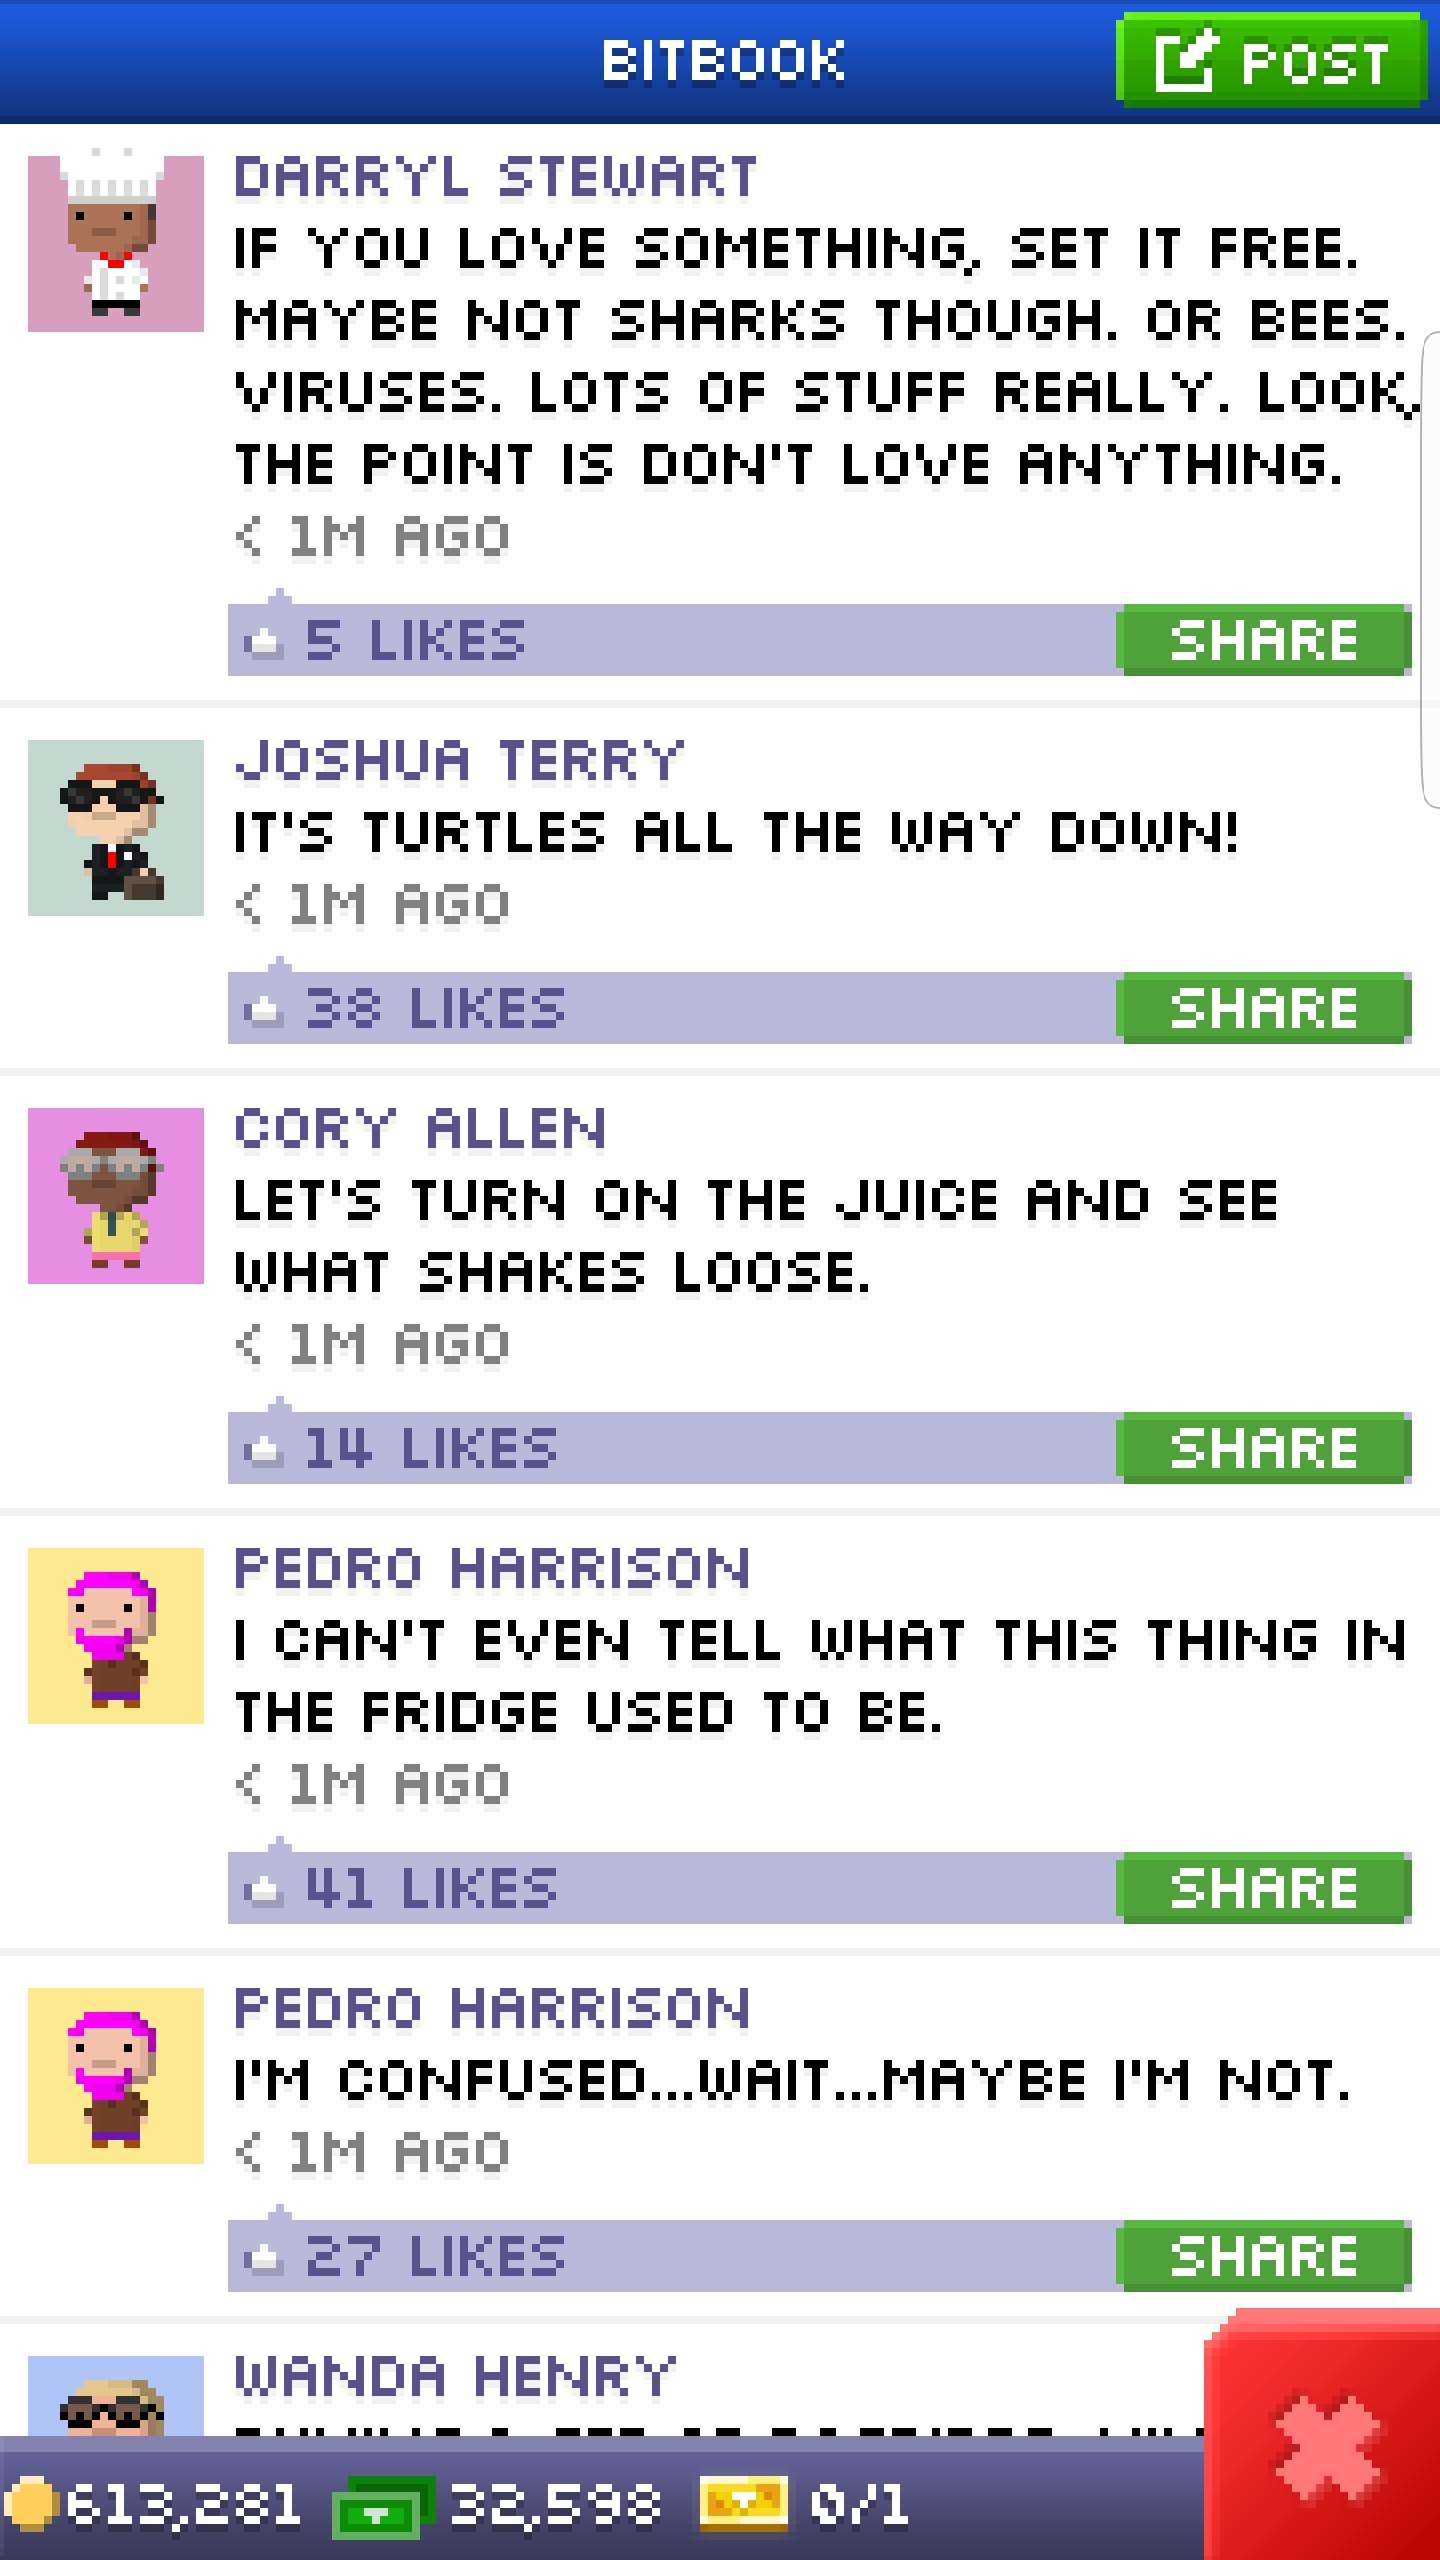 BITBOOK
POST
DARRYL STEWART
IF YOU LOVE SOMETHING, SET IT FREE.
MAYBE NOT SHARKS THOUGH. OR BEES.
VIRUSES. LOTS OF STUFF REALLY. LOOK,
THE POINT IS DON'T LOVE ANYTHING.
< 1M AGO
5 LIKES
SHARE
JOSHUA TERRY
IT'S TURTLES ALL THE WAY DOWN!
< 1M AGO
38 LIKES
SHARE
CORY ALLEN
LET'S TURN ON THE JUICE AND SEE
WHAT SHAKES LOOSE.
< 1M AGO
14 LIKES
SHARE
PEDRO HARRISON
I CAN'T EVEN TELL WHAT THIS THING IN
THE FRIDGE USED TO BE.
< 1M AGO
41 LIKES
SHARE
PEDRO HARRISON
I'M CONFUSED...WAIT...MAYBE I'M NOT.
< 1M AGO
27 LIKES
SHARE
WANDA HENRY
613,281 32,598 0/1